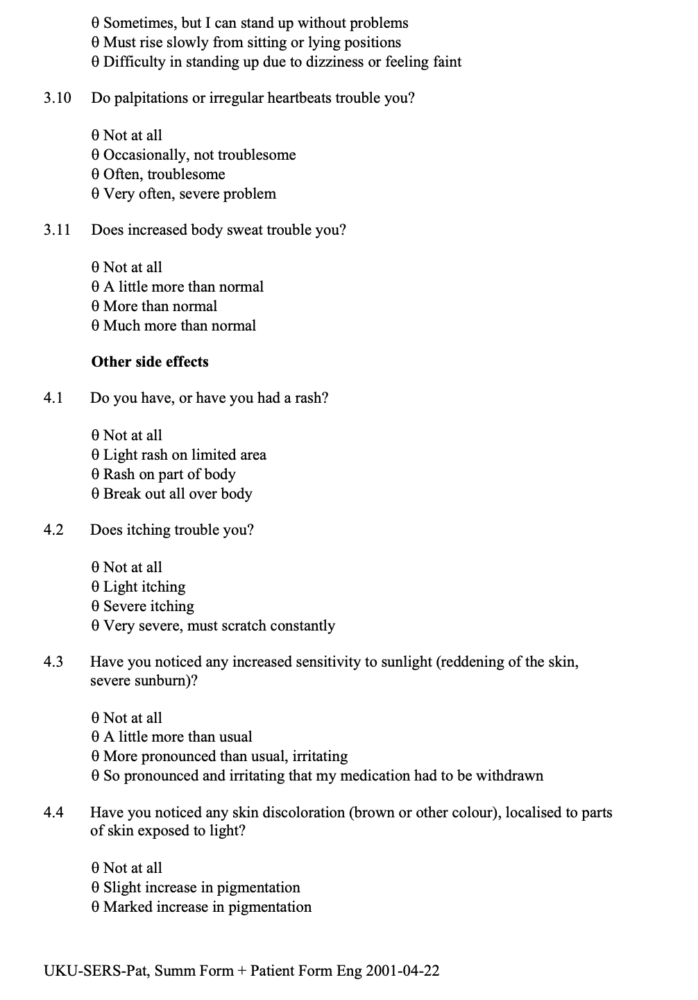 θ Sometimes, but I can stand up without problems
θ Must rise slowly from sitting or lying positions
θ Difficulty in standing up due to dizziness or feeling faint
3.10 Do palpitations or irregular heartbeats trouble you?
θ Not at all
θ Occasionally, not troublesome
θ Often, troublesome
θ Very often, severe problem
3.11 Does increased body sweat trouble you?
θ Not at all
θ A little more than normal
θ More than normal
θ Much more than normal
Other side effects
4.1 Do you have, or have you had a rash?
θ Not at all
θ Light rash on limited area
θ Rash on part of body
θ Break out all over body
4.2 Does itching trouble you?
θ Not at all
θ Light itching
θ Severe itching
θ Very severe, must scratch constantly
4.3 Have you noticed any increased sensitivity to sunlight (reddening of the skin,
severe sunburn)?
θ Not at all
θ A little more than usual
θ More pronounced than usual, irritating
θ So pronounced and irritating that my medication had to be withdrawn
4.4 Have you noticed any skin discoloration (brown or other colour), localised to parts
of skin exposed to light?
θ Not at all
θ Slight increase in pigmentation
θ Marked increase in pigmentation
UKU-SERS-Pat, Summ Form + Patient Form Eng 2001-04-22